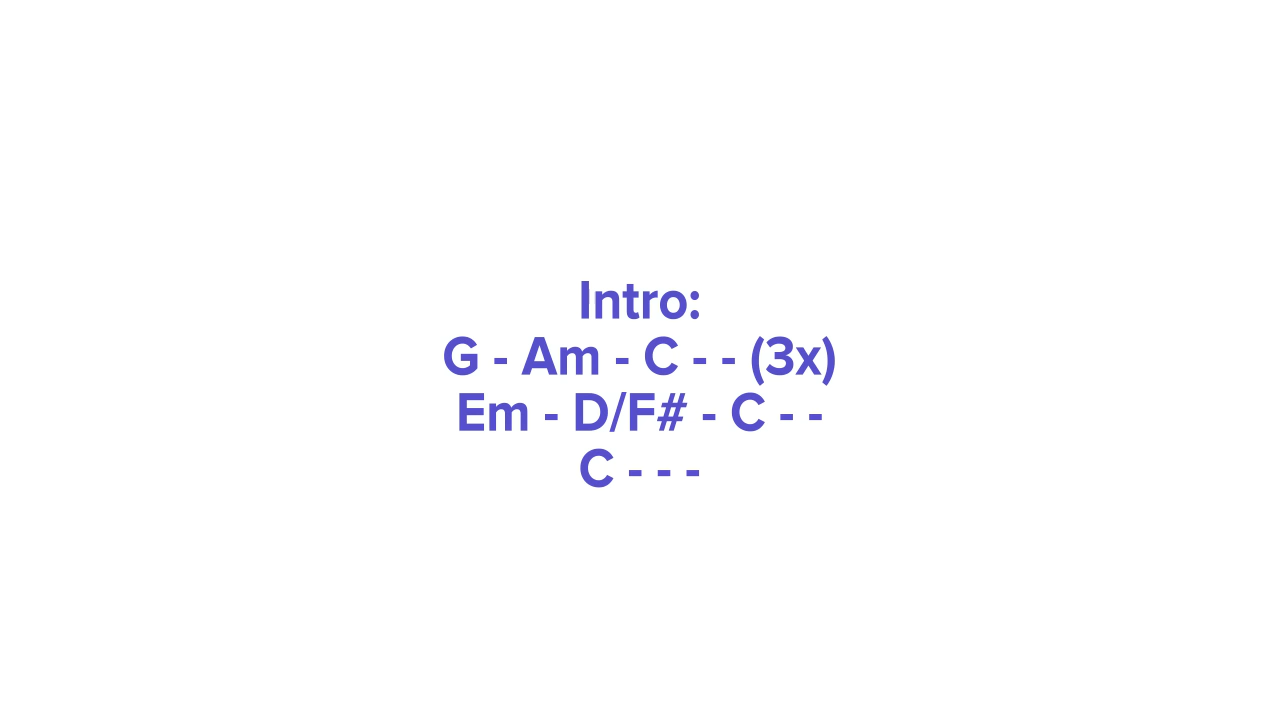 Intro:
G - Am - C - - (3x)
Em - D/F# - C - -
C - - -